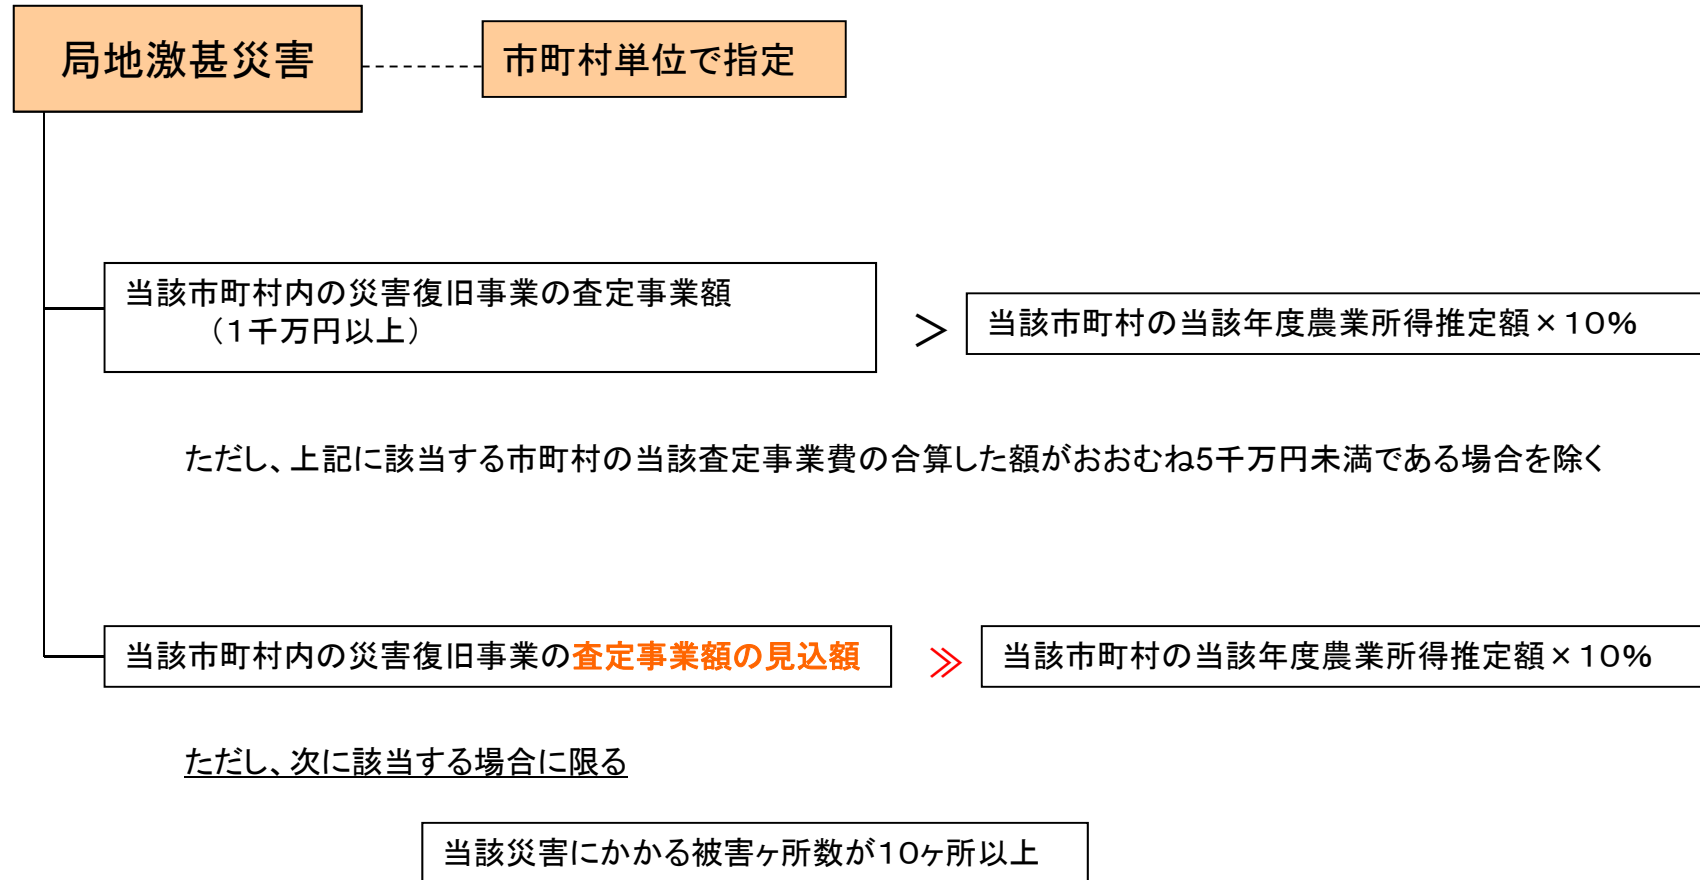 局地激甚災害
市町村単位で指定
当該市町村内の災害復旧事業の査定事業額
（１千万円以上）
＞
当該市町村の当該年度農業所得推定額×１０％
ただし、上記に該当する市町村の当該査定事業費の合算した額がおおむね5千万円未満である場合を除く
当該市町村内の災害復旧事業の査定事業額の見込額
≫
当該市町村の当該年度農業所得推定額×１０％
ただし、次に該当する場合に限る
当該災害にかかる被害ヶ所数が１０ヶ所以上